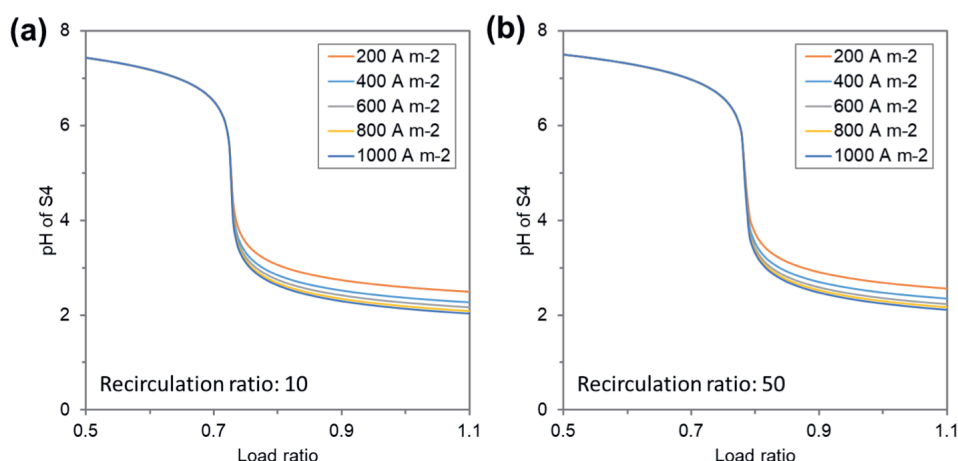 (a)
8
6
4
2
0
pH of S4
200 A m-2
400 A m-2
600 A m-2
800 A m-2
1000 A m-2
Recirculation ratio: 10
0.5 0.7 0.9 1.1
Load ratio
(b)
8
6
4
2
0
pH of S4
200 A m-2
400 A m-2
600 A m-2
800 A m-2
1000 A m-2
Recirculation ratio: 50
0.5 0.7 0.9 1.1
Load ratio